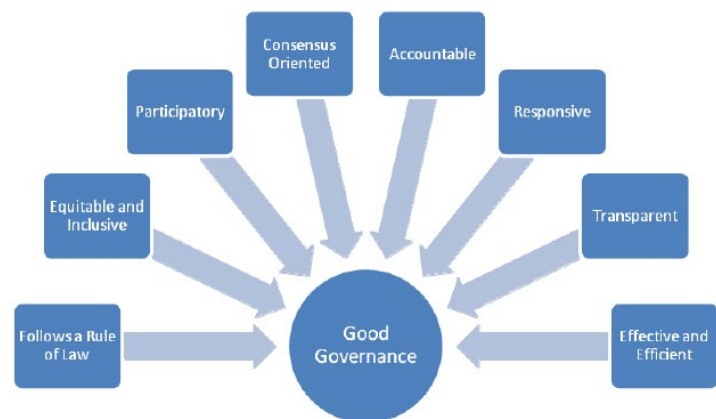 Consensus
Oriented
Accountable
Participatory
Responsive
Equitable and
Inclusive
Transparent
Follows a Rule
of Law
Good
Governance
Effective and
Efficient